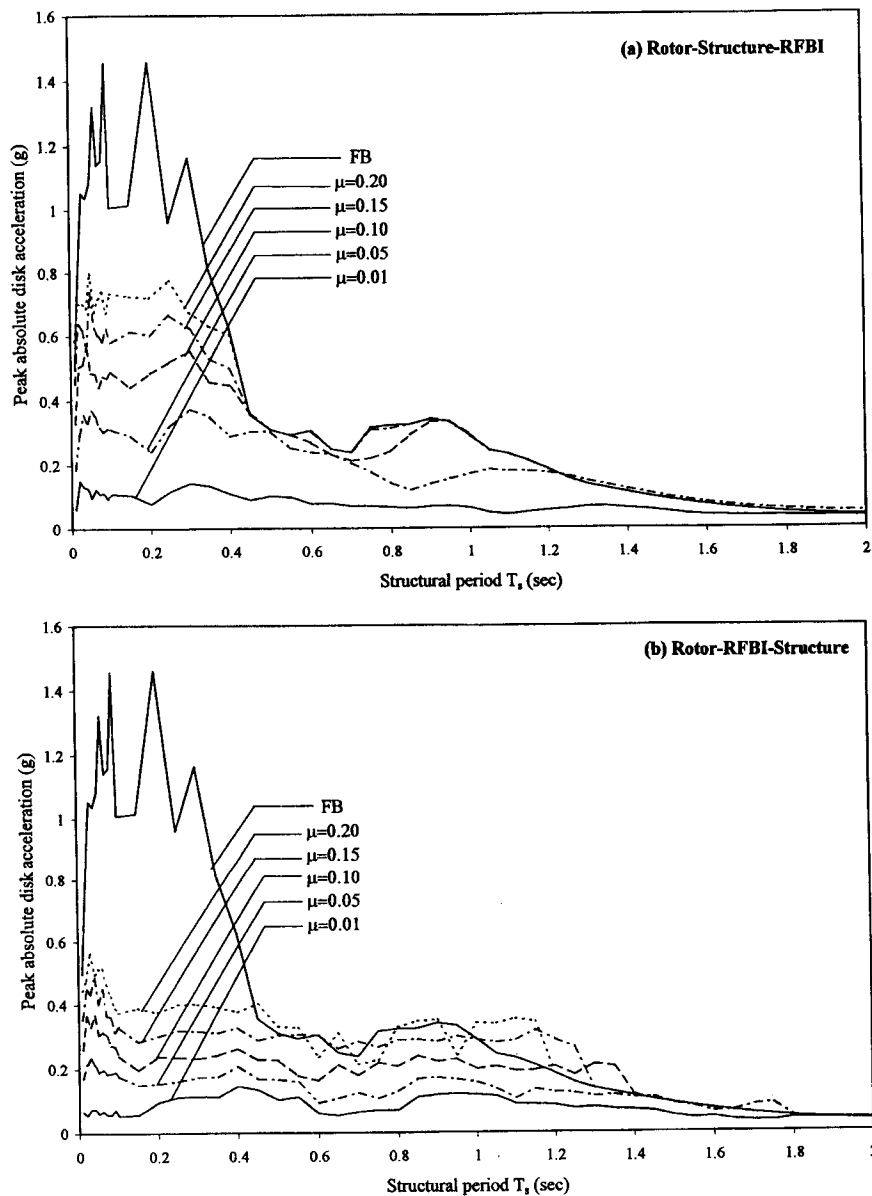 (a) Rotor-Structure-RFBI
1.6
1.4
1.2
1
0.8
0.6
0.4
0.2
0
Peak absolute disk acceleration (g)
FB
μ=0.20
μ=0.15
μ=0.10
μ=0.05
μ=0.01
0 0.2 0.4 0.6 0.8 1 1.2 1.4 1.6 1.8 2
Structural period Tₛ (sec)
(b) Rotor-RFBI-Structure
1.6
1.4
1.2
1
0.8
0.6
0.4
0.2
0
Peak absolute disk acceleration (g)
FB
μ=0.20
μ=0.15
μ=0.10
μ=0.05
μ=0.01
0 0.2 0.4 0.6 0.8 1 1.2 1.4 1.6 1.8
Structural period Tₛ (sec)